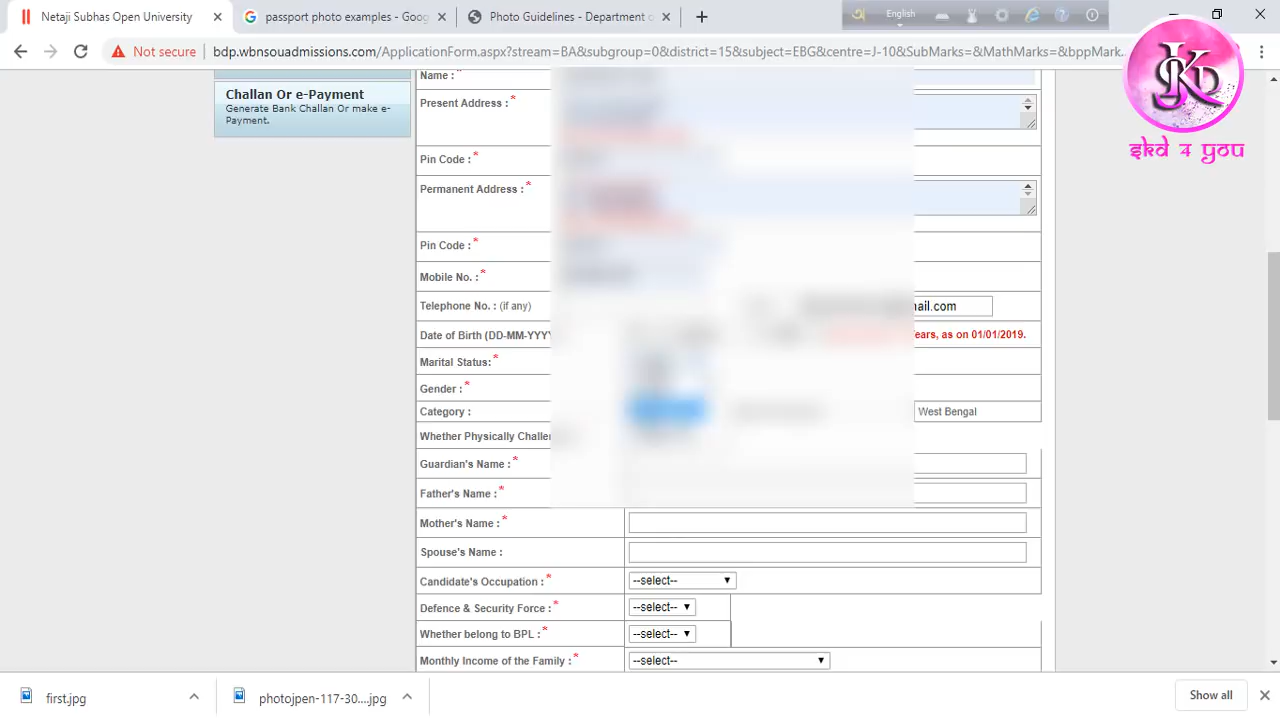 Netaji Subhas Open University
passport photo examples - Goog
Photo Guidelines - Department o
English
Not secure
bdp.wbnsouadmissions.com/ApplicationForm.aspx?stream=BA&subgroup=0&district=15&subject=EBG&centre=J-10&SubMarks=&MathMarks=&bppMark...
SKD 4 YOU
Challan Or e-Payment
Generate Bank Challan Or make e-
Payment.
Name : *
Present Address : *
Pin Code : *
Permanent Address : *
Pin Code : *
Mobile No. : *
Telephone No. : (if any)
ail.com
Date of Birth (DD-MM-YYYY
Years, as on 01/01/2019.
Marital Status:*
Gender : *
Category :
West Bengal
Whether Physically Challen
Guardian's Name : *
Father's Name : *
Mother's Name : *
Spouse's Name :
Candidate's Occupation : *
--select--
Defence & Security Force : *
--select--
Whether belong to BPL : *
--select--
Monthly Income of the Family : *
--select--
first.jpg
photojpen-117-30....jpg
Show all